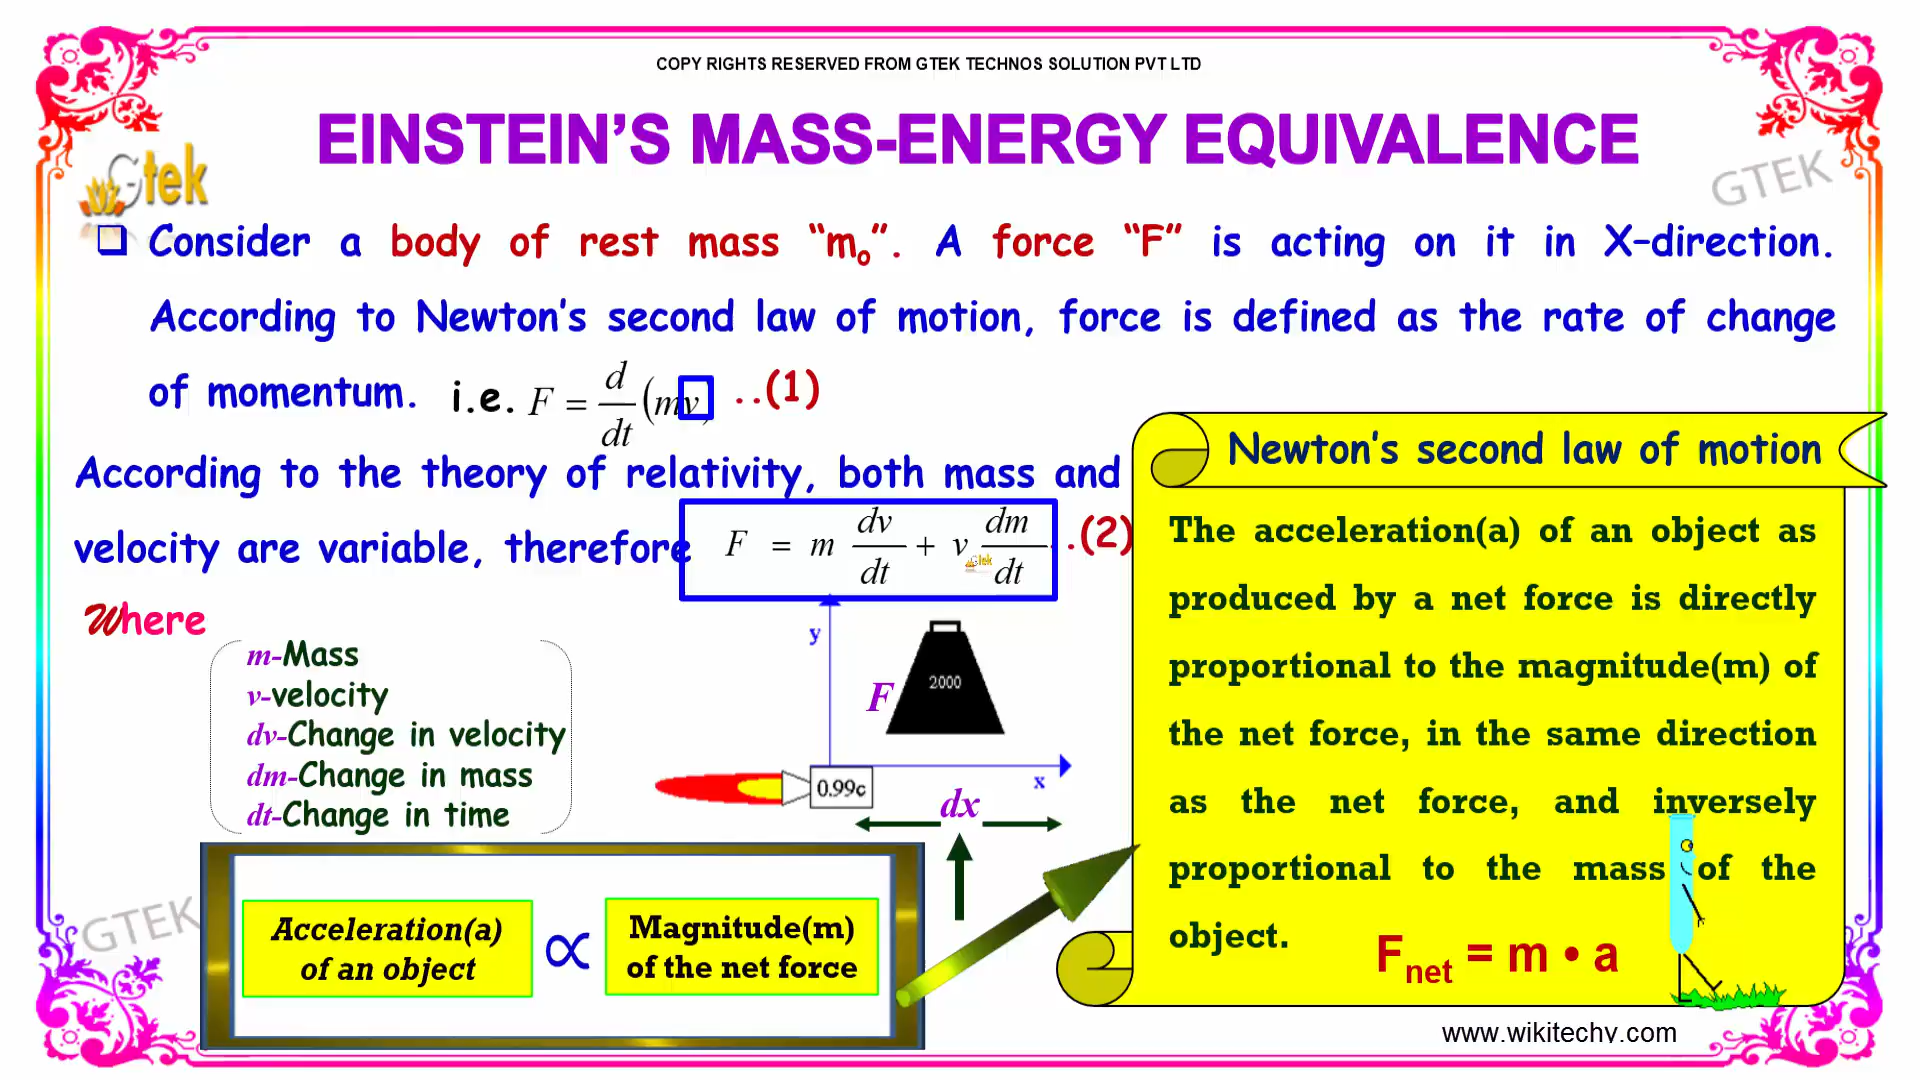 COPY RIGHTS RESERVED FROM GTEK TECHNOS SOLUTION PVT LTD
EINSTEIN’S MASS-ENERGY EQUIVALENCE
Gtek
GTEK
❑ Consider a body of rest mass “mo”. A force “F” is acting on it in X–direction.
According to Newton’s second law of motion, force is defined as the rate of change
of momentum. i.e. F = d/dt (mv ..(1)
According to the theory of relativity, both mass and
velocity are variable, therefore F = m dv/dt + v dm/dt .(2)
Gtek
Where
m-Mass
v-velocity
dv-Change in velocity
dm-Change in mass
dt-Change in time
y
F
2000
0.99c
x
dx
Acceleration(a)
of an object
∝
Magnitude(m)
of the net force
Newton’s second law of motion
The acceleration(a) of an object as
produced by a net force is directly
proportional to the magnitude(m) of
the net force, in the same direction
as the net force, and inversely
proportional to the mass of the
object.
Fnet = m • a
GTEK
www.wikitechy.com